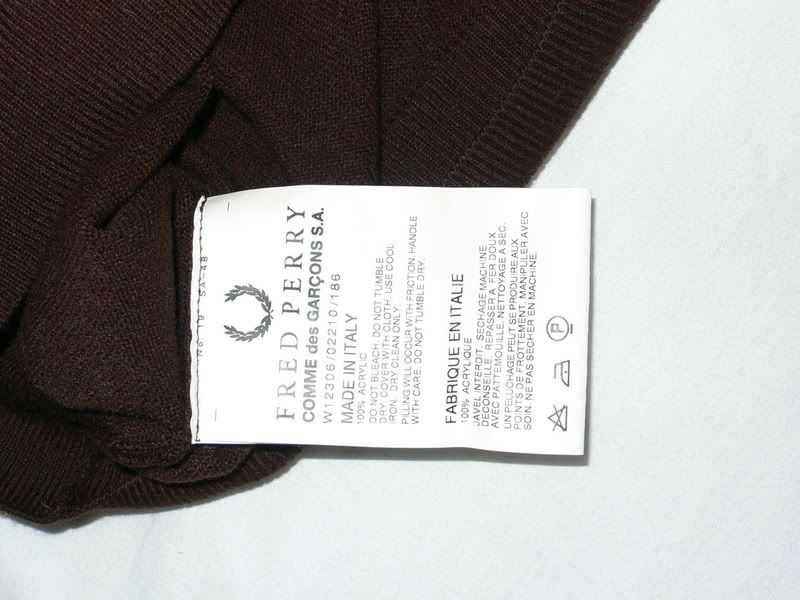 No 19 SA-48
FRED PERRY
COMME des GARÇONS S.A.
W12306/02210/186
MADE IN ITALY
100% ACRYLIC
DO NOT BLEACH. DO NOT TUMBLE
DRY. COVER WITH CLOTH. USE COOL
IRON. DRY CLEAN ONLY.
PILLING WILL OCCUR WITH FRICTION. HANDLE
WITH CARE. DO NOT TUMBLE DRY.
FABRIQUE EN ITALIE
100% ACRYLIQUE
JAVEL INTERDIT. SECHAGE MACHINE
DECONSEILLE. REPASSER A FER DOUX
AVEC PATTEMOUILLE. NETTOYAGE A SEC.
UN PELUCHAGE PEUT SE PRODUIRE AUX
POINTS DE FROTTEMENT. MANIPULER AVEC
SOIN. NE PAS SECHER EN MACHINE.
P